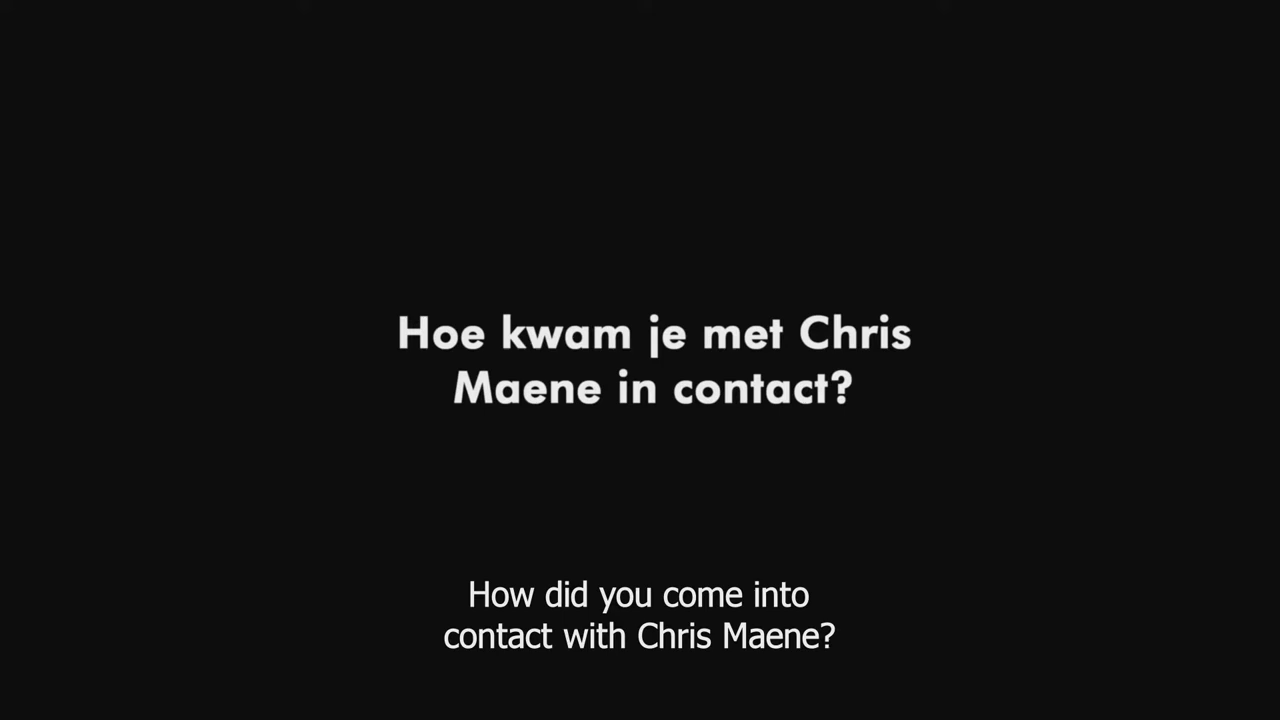 Hoe kwam je met Chris
Maene in contact?
How did you come into
contact with Chris Maene?